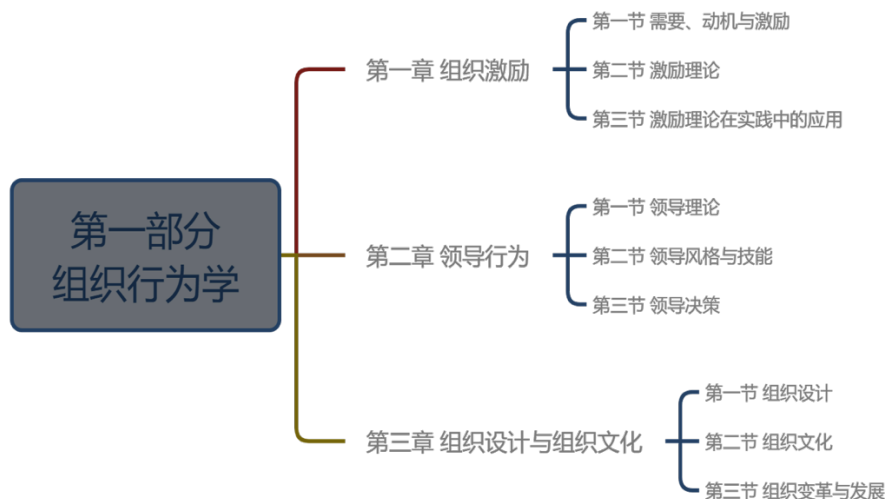 第一部分
组织行为学
第一章 组织激励
第一节 需要、动机与激励
第二节 激励理论
第三节 激励理论在实践中的应用
第二章 领导行为
第一节 领导理论
第二节 领导风格与技能
第三节 领导决策
第三章 组织设计与组织文化
第一节 组织设计
第二节 组织文化
第三节 组织变革与发展